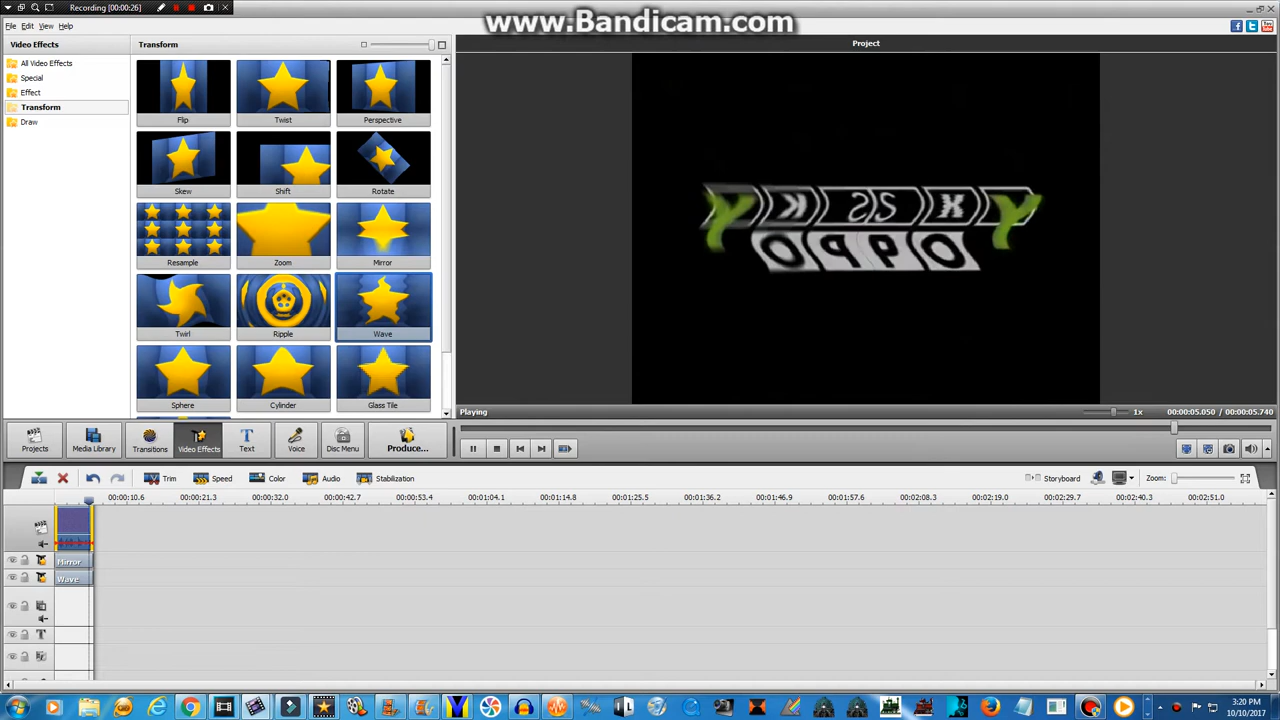 Recording [00:00:26]
www.Bandicam.com
File Edit View Help
Video Effects
Transform
Project
All Video Effects
Special
Effect
Transform
Draw
Flip Twist Perspective
Skew Shift Rotate
Resample Zoom Mirror
Twirl Ripple Wave
Sphere Cylinder Glass Tile
Playing
1x
00:00:05.050 / 00:00:05.740
Projects Media Library Transitions Video Effects Text Voice Disc Menu Produce...
Trim Speed Color Audio Stabilization
Storyboard
Zoom:
00:00:10.6 00:00:21.3 00:00:32.0 00:00:42.7 00:00:53.4 00:01:04.1 00:01:14.8 00:01:25.5 00:01:36.2 00:01:46.9 00:01:57.6 00:02:08.3 00:02:19.0 00:02:29.7 00:02:40.3 00:02:51.0
Mirror
Wave
T
3:20 PM
10/10/2017